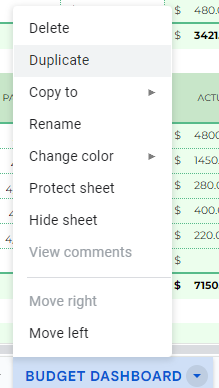 Delete
$ 480.0
Duplicate
$ 3421.
Copy to
PA ACTU
Rename
$ 4800
Change color
$ 1450.
Protect sheet
$ 280.0
Hide sheet
$ 400.0
View comments
$ 220.0
$
$ 7150
Move right
Move left
BUDGET DASHBOARD